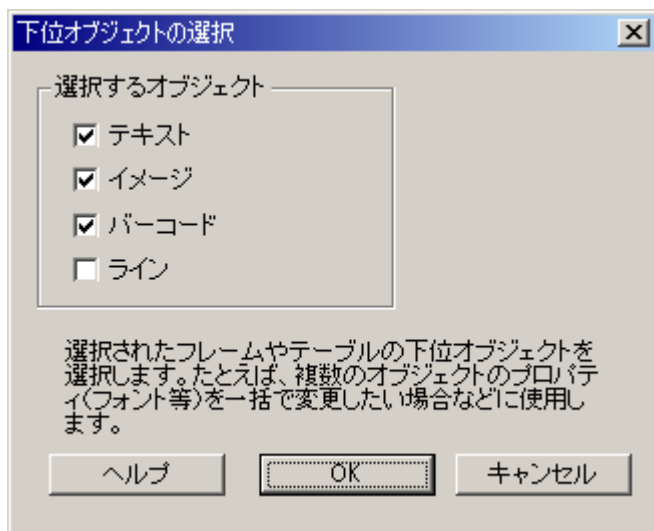 下位オブジェクトの選択
選択するオブジェクト
テキスト
イメージ
バーコード
ライン
選択されたフレームやテーブルの下位オブジェクトを
選択します。たとえば、複数のオブジェクトのプロパテ
ィ(フォント等)を一括で変更したい場合などに使用し
ます。
ヘルプ OK キャンセル